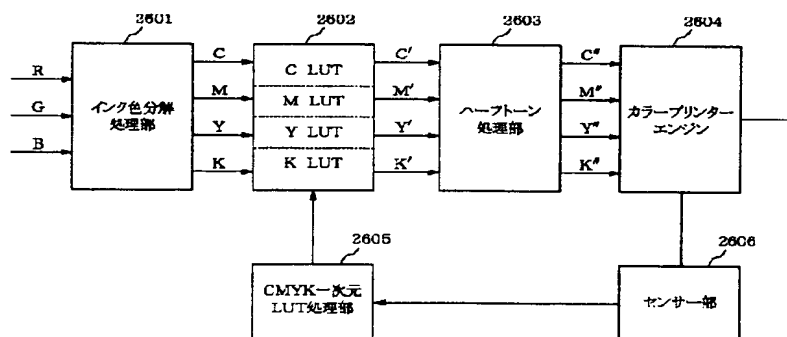 2601
2602
2603
2604
R
G
B
インク色分解
処理部
C
M
Y
K
C LUT
M LUT
Y LUT
K LUT
C′
M′
Y′
K′
ハーフトーン
処理部
C″
M″
Y″
K″
カラープリンター
エンジン
2605
CMYK一次元
LUT処理部
2606
センサー部